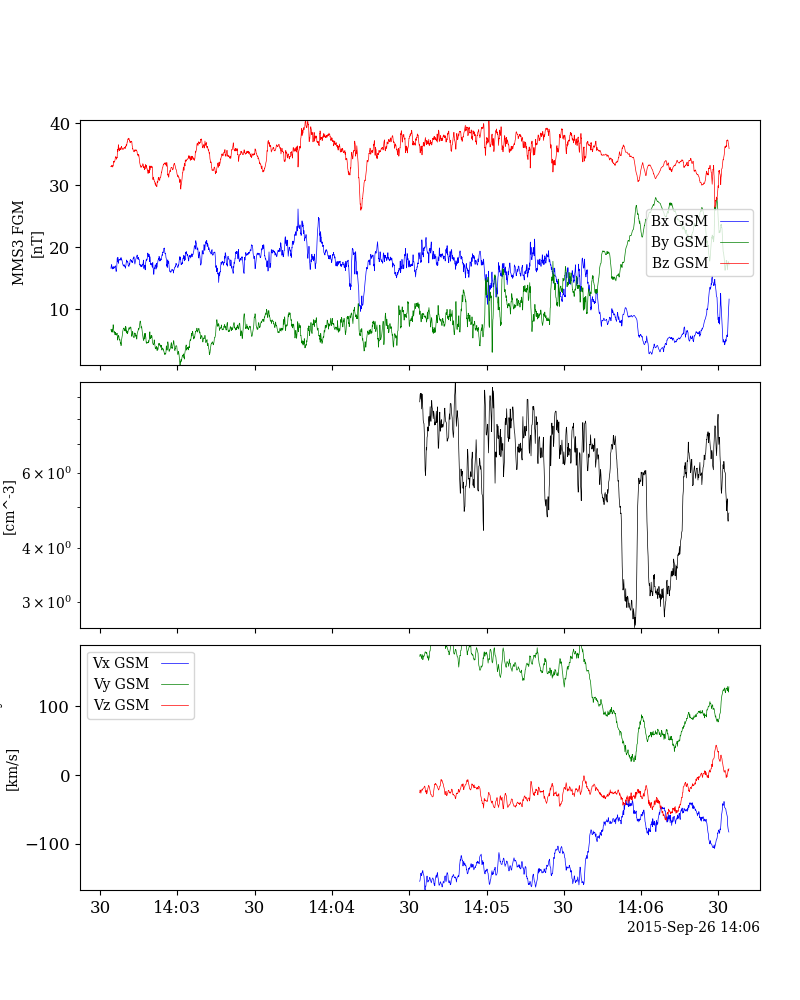 40
30
20
10
MMS3 FGM
[nT]
Bx GSM
By GSM
Bz GSM
6 × 10⁰
4 × 10⁰
3 × 10⁰
[cm^-3]
Vx GSM
Vy GSM
Vz GSM
100
0
−100
[km/s]
30 14:03 30 14:04 30 14:05 30 14:06 30
2015-Sep-26 14:06